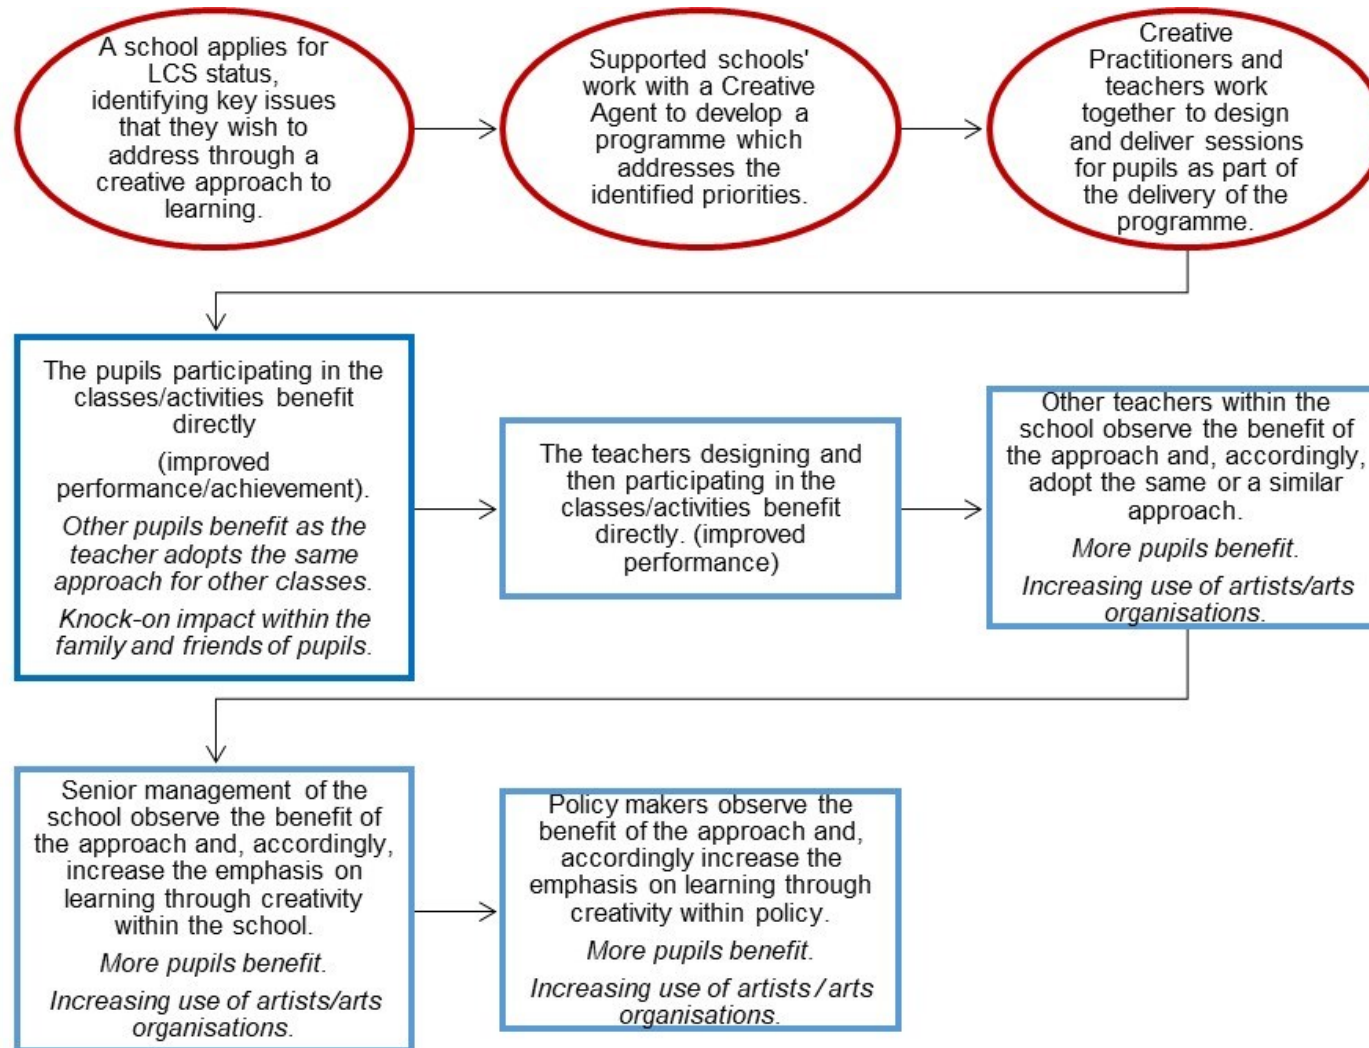 A school applies for
LCS status,
identifying key issues
that they wish to
address through a
creative approach to
learning.
Supported schools'
work with a Creative
Agent to develop a
programme which
addresses the
identified priorities.
Creative
Practitioners and
teachers work
together to design
and deliver sessions
for pupils as part of
the delivery of the
programme.
The pupils participating in the
classes/activities benefit
directly
(improved
performance/achievement).
Other pupils benefit as the
teacher adopts the same
approach for other classes.
Knock-on impact within the
family and friends of pupils.
The teachers designing and
then participating in the
classes/activities benefit
directly. (improved
performance)
Other teachers within the
school observe the benefit of
the approach and, accordingly,
adopt the same or a similar
approach.
More pupils benefit.
Increasing use of artists/arts
organisations.
Senior management of the
school observe the benefit of
the approach and, accordingly,
increase the emphasis on
learning through creativity
within the school.
More pupils benefit.
Increasing use of artists/arts
organisations.
Policy makers observe the
benefit of the approach and,
accordingly increase the
emphasis on learning through
creativity within policy.
More pupils benefit.
Increasing use of artists / arts
organisations.